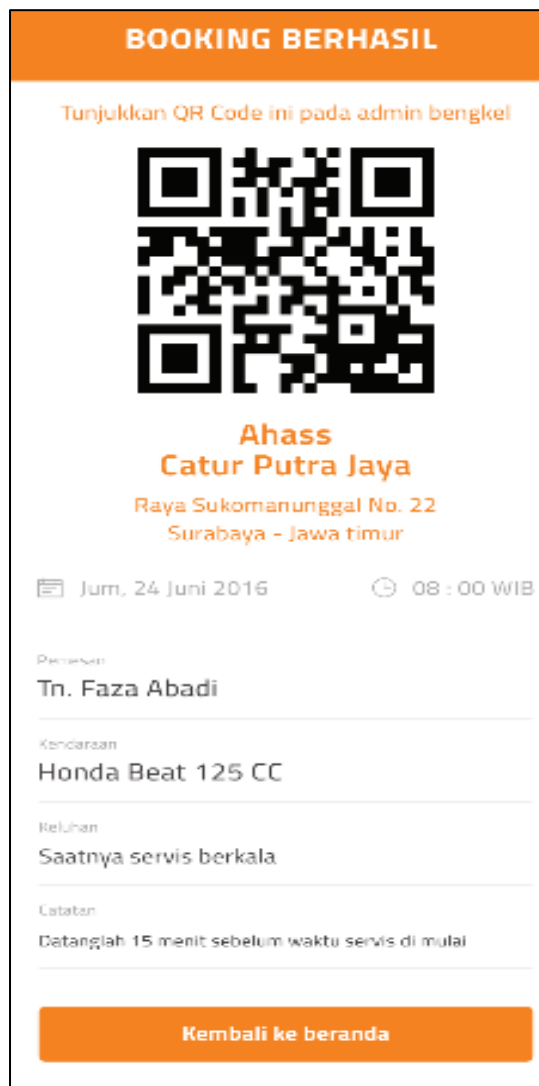 BOOKING BERHASIL
Tunjukkan QR Code ini pada admin bengkel
Ahass
Catur Putra Jaya
Raya Sukomanunggal No. 22
Surabaya - Jawa timur
Jum, 24 Juni 2016 08 : 00 WIB
Pemesan
Tn. Faza Abadi
Kendaraan
Honda Beat 125 CC
Keluhan
Saatnya servis berkala
Catatan
Datanglah 15 menit sebelum waktu servis di mulai
Kembali ke beranda